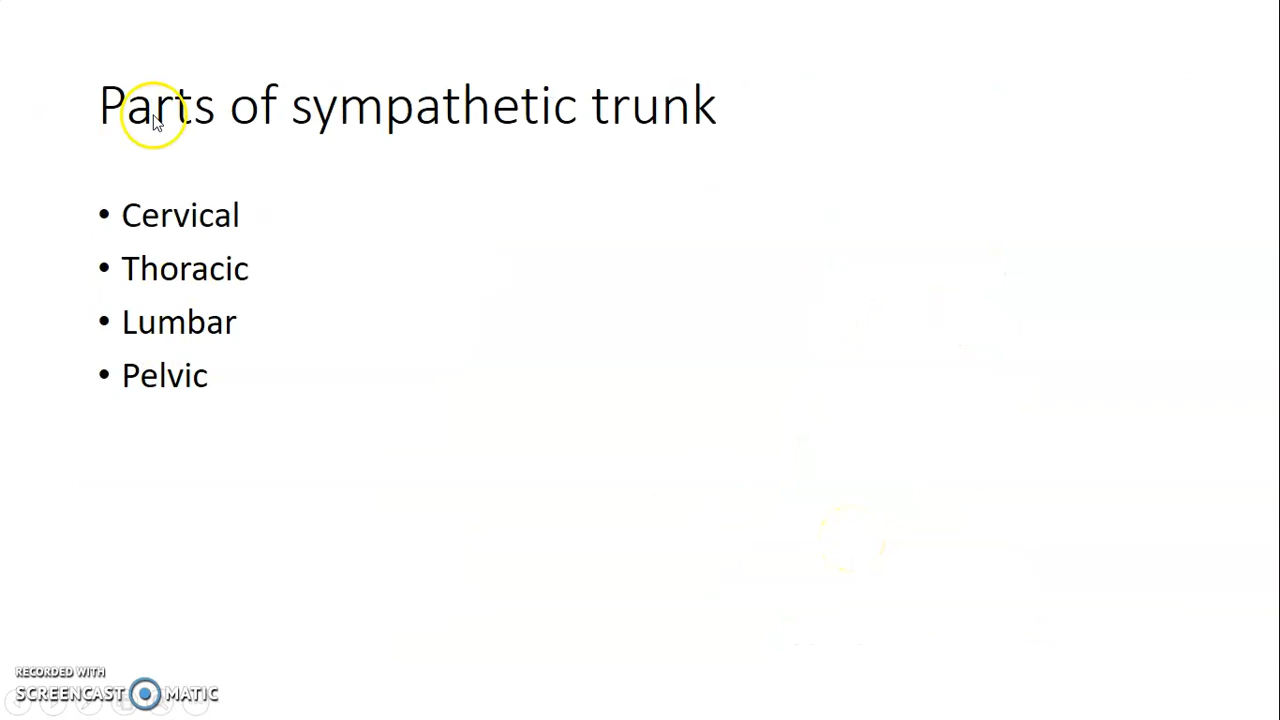 Parts of sympathetic trunk
• Cervical
• Thoracic
• Lumbar
• Pelvic
RECORDED WITH
SCREENCAST MATIC